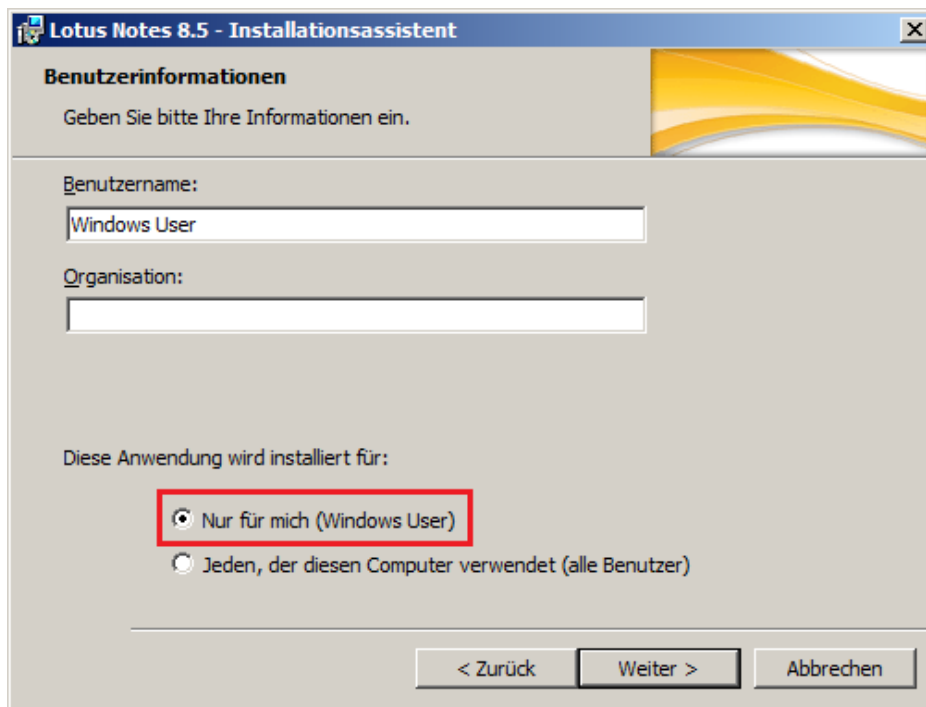 Lotus Notes 8.5 - Installationsassistent
Benutzerinformationen
Geben Sie bitte Ihre Informationen ein.
Benutzername:
Windows User
Organisation:
Diese Anwendung wird installiert für:
Nur für mich (Windows User)
Jeden, der diesen Computer verwendet (alle Benutzer)
< Zurück
Weiter >
Abbrechen